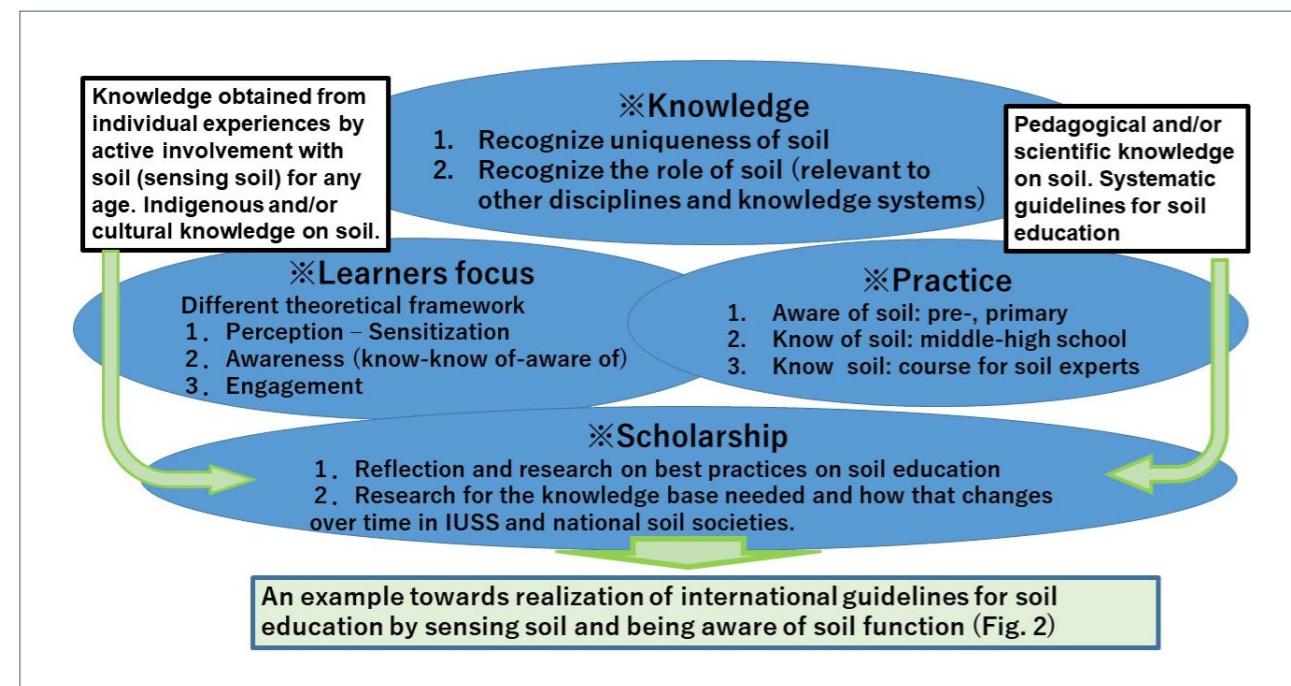 Knowledge obtained from
individual experiences by
active involvement with
soil (sensing soil) for any
age. Indigenous and/or
cultural knowledge on soil.
※Knowledge
1. Recognize uniqueness of soil
2. Recognize the role of soil (relevant to
other disciplines and knowledge systems)
Pedagogical and/or
scientific knowledge
on soil. Systematic
guidelines for soil
education
※Learners focus
Different theoretical framework
1．Perception – Sensitization
2．Awareness (know-know of-aware of)
3．Engagement
※Practice
1. Aware of soil: pre-, primary
2. Know of soil: middle-high school
3. Know soil: course for soil experts
※Scholarship
1．Reflection and research on best practices on soil education
2．Research for the knowledge base needed and how that changes
over time in IUSS and national soil societies.
An example towards realization of international guidelines for soil
education by sensing soil and being aware of soil function (Fig. 2)